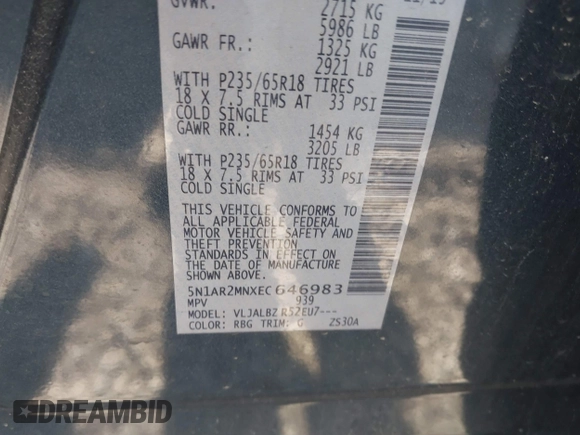 GVWR: 2715 KG
5986 LB
GAWR FR.: 1325 KG
2921 LB
WITH P235/65R18 TIRES
18 X 7.5 RIMS AT 33 PSI
COLD SINGLE
GAWR RR.: 1454 KG
3205 LB
WITH P235/65R18 TIRES
18 X 7.5 RIMS AT 33 PSI
COLD SINGLE
THIS VEHICLE CONFORMS TO
ALL APPLICABLE FEDERAL
MOTOR VEHICLE SAFETY AND
THEFT PREVENTION
STANDARDS IN EFFECT ON
THE DATE OF MANUFACTURE
5N1AR2MNXEC646983
MPV 939
MODEL: VLJALBZ R52EU7---
COLOR: RBG TRIM: G ZS30A
DREAMBID